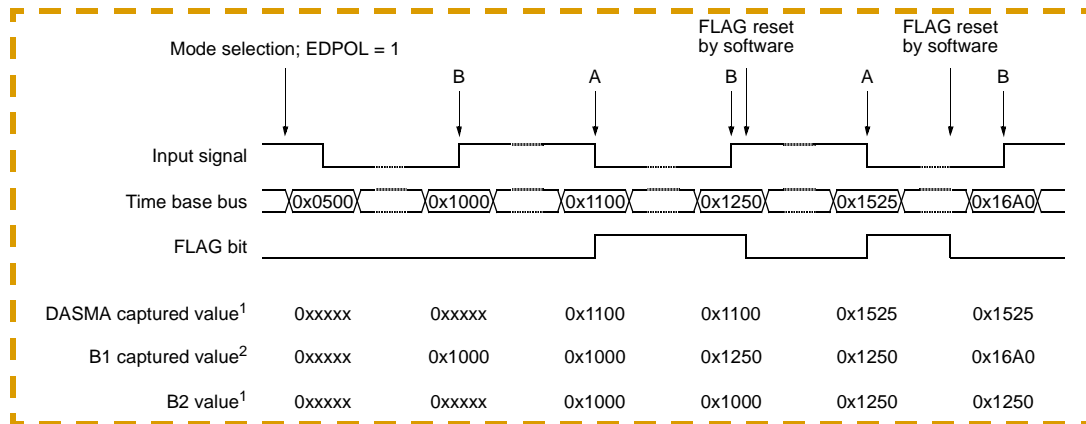 FLAG reset by software
FLAG reset by software
Mode selection; EDPOL = 1
B A B A B
Input signal
Time base bus 0x0500 0x1000 0x1100 0x1250 0x1525 0x16A0
FLAG bit
DASMA captured value1 0xxxxx 0xxxxx 0x1100 0x1100 0x1525 0x1525
B1 captured value2 0xxxxx 0x1000 0x1000 0x1250 0x1250 0x16A0
B2 value1 0xxxxx 0xxxxx 0x1000 0x1000 0x1250 0x1250